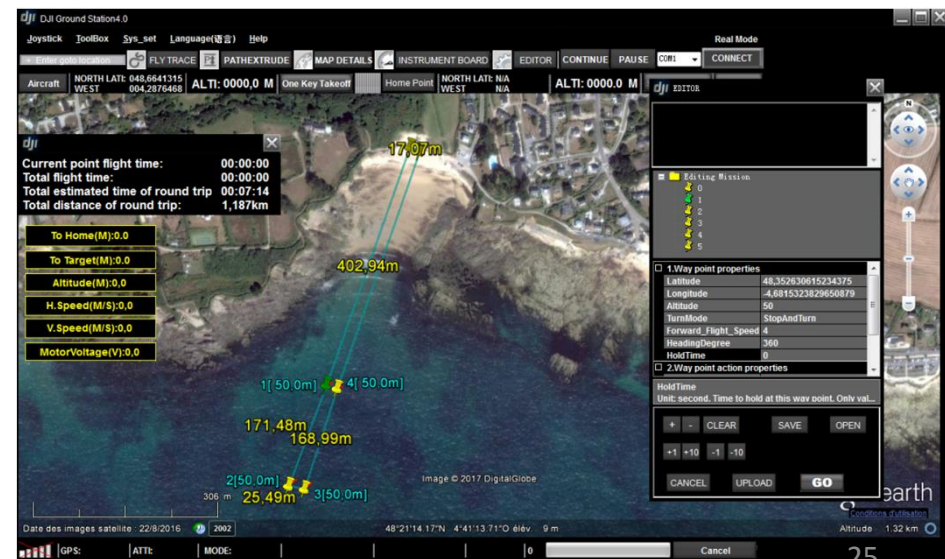 dji DJI Ground Station4.0
Joystick ToolBox Sys_set Language(语言) Help
Real Mode
Enter goto location FLY TRACE PATHEXTRUDE MAP DETAILS INSTRUMENT BOARD EDITOR CONTINUE PAUSE COM1 CONNECT
Aircraft NORTH LATI: 048,6641315 WEST 004,2876468 ALTI: 0000,0 M One Key Takeoff Home Point NORTH LATI: N/A WEST N/A ALTI: 0000.0 M
dji
Current point flight time: 00:00:00
Total flight time: 00:00:00
Total estimated time of round trip 00:07:14
Total distance of round trip: 1,187km
To Home(M):0.0
To Target(M):0.0
Altitude(M):0,0
H.Speed(M/S):0,0
V.Speed(M/S):0,0
MotorVoltage(V):0,0
17,07m
402,94m
1[ 50,0m] 4[ 50,0m]
171,48m
168,99m
2[50,0m]
25,49m 3[50,0m]
306 m
Image © 2017 DigitalGlobe
dji EDITOR
Editing Mission
0
1
2
3
4
5
1.Way point properties
Latitude 48,352630615234375
Longitude -4,6815323829650879
Altitude 50
TurnMode StopAndTurn
Forward_Flight_Speed 4
HeadingDegree 360
HoldTime 0
2.Way point action properties
HoldTime
Unit: second. Time to hold at this way point. Only val...
+ - CLEAR SAVE OPEN
+1 +10 -1 -10
CANCEL UPLOAD GO
N
earth
Conditions d'utilisation
Date des images satellite : 22/8/2016 2002 48°21'14.17"N 4°41'13.71"O élév. 9 m Altitude 1.32 km
GPS: ATTI: MODE: 0 Cancel
25